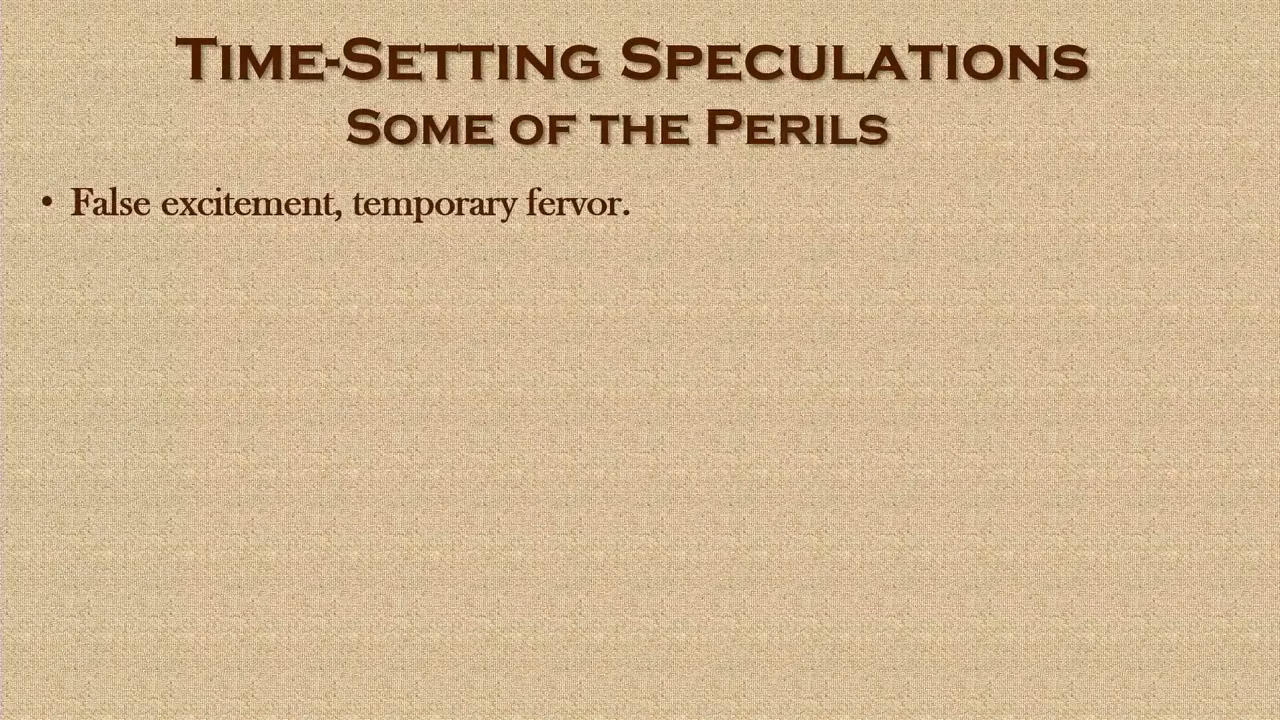 Time-Setting Speculations
Some of the Perils
• False excitement, temporary fervor.